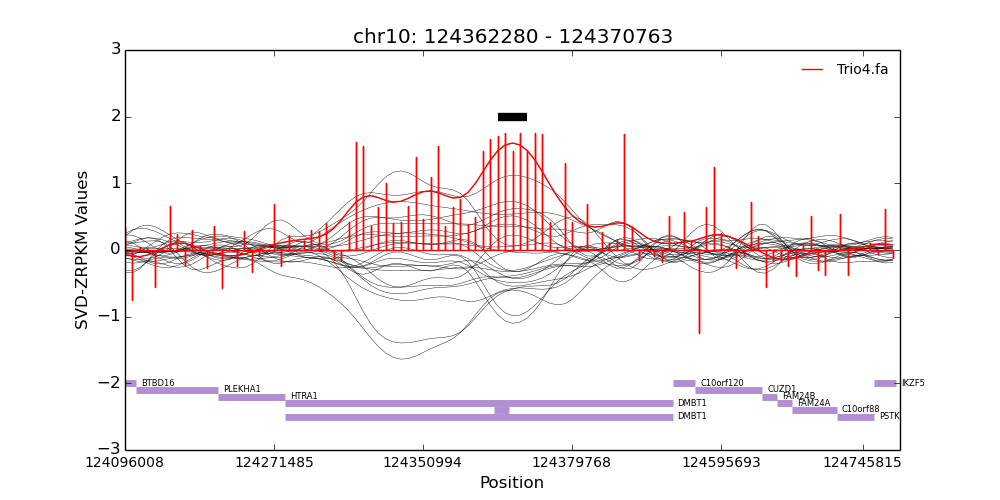 chr10: 124362280 - 124370763
Trio4.fa
3
2
1
0
−1
−2
−3
SVD-ZRPKM Values
BTBD16
C10orf120
IKZF5
PLEKHA1
CUZD1
HTRA1
FAM24B
DMBT1
FAM24A
C10orf88
DMBT1
PSTK
124096008
124271485
124350994
124379768
124595693
124745815
Position